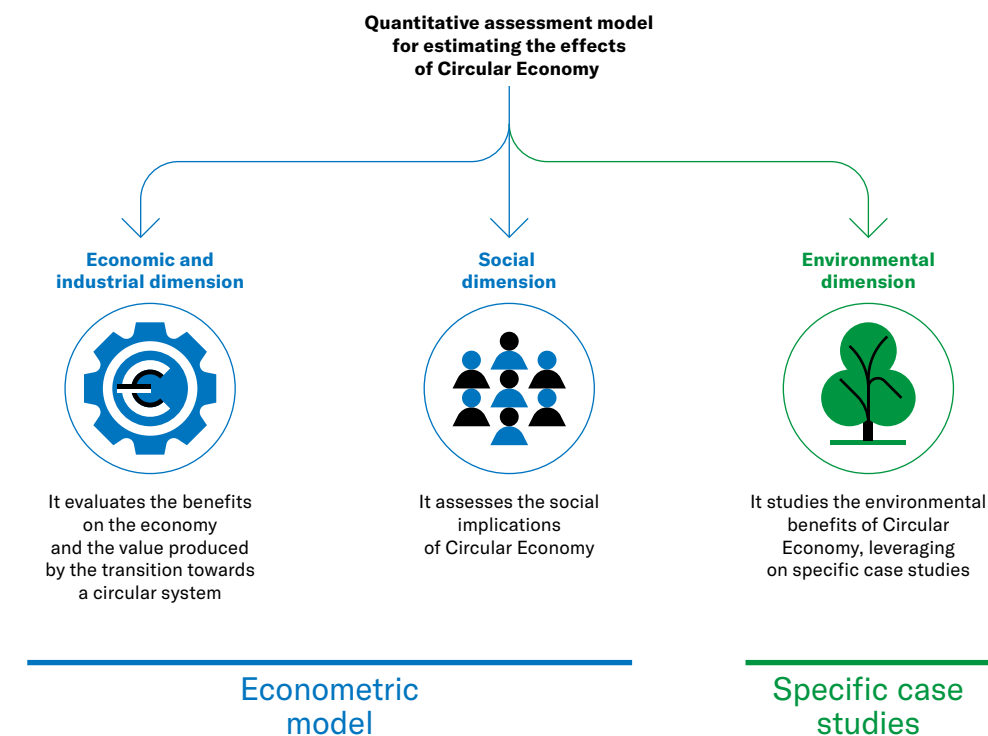 Quantitative assessment model
for estimating the effects
of Circular Economy
Economic and
industrial dimension
Social
dimension
Environmental
dimension
It evaluates the benefits
on the economy
and the value produced
by the transition towards
a circular system
It assesses the social
implications
of Circular Economy
It studies the environmental
benefits of Circular
Economy, leveraging
on specific case studies
Econometric
model
Specific case
studies